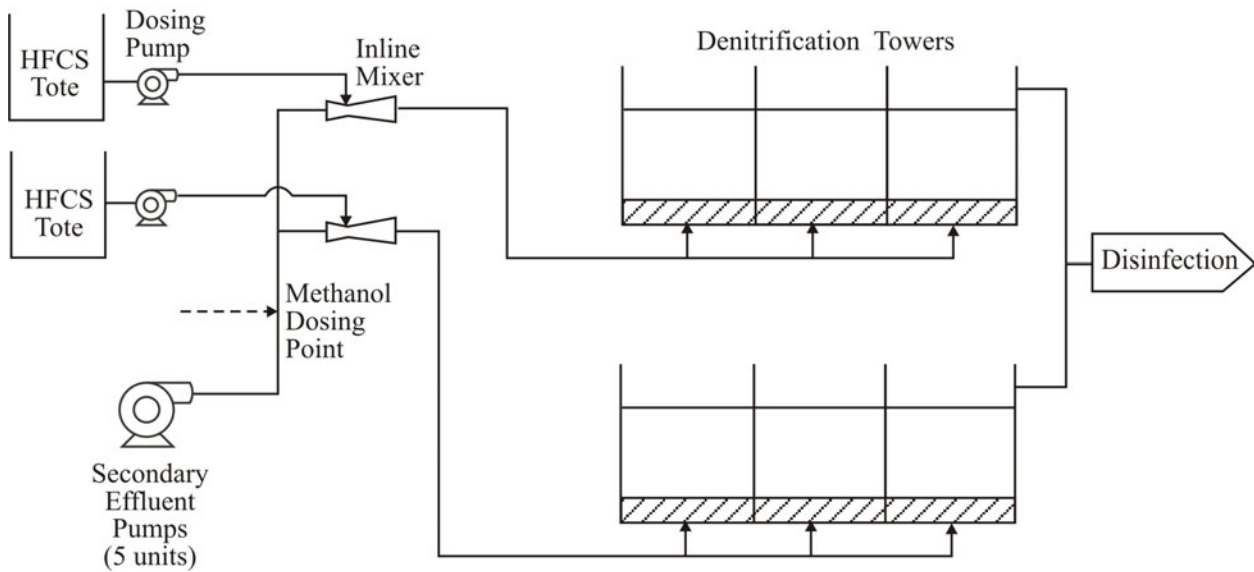 HFCS
Tote
Dosing
Pump
Inline
Mixer
Denitrification Towers
HFCS
Tote
Methanol
Dosing
Point
Disinfection
Secondary
Effluent
Pumps
(5 units)